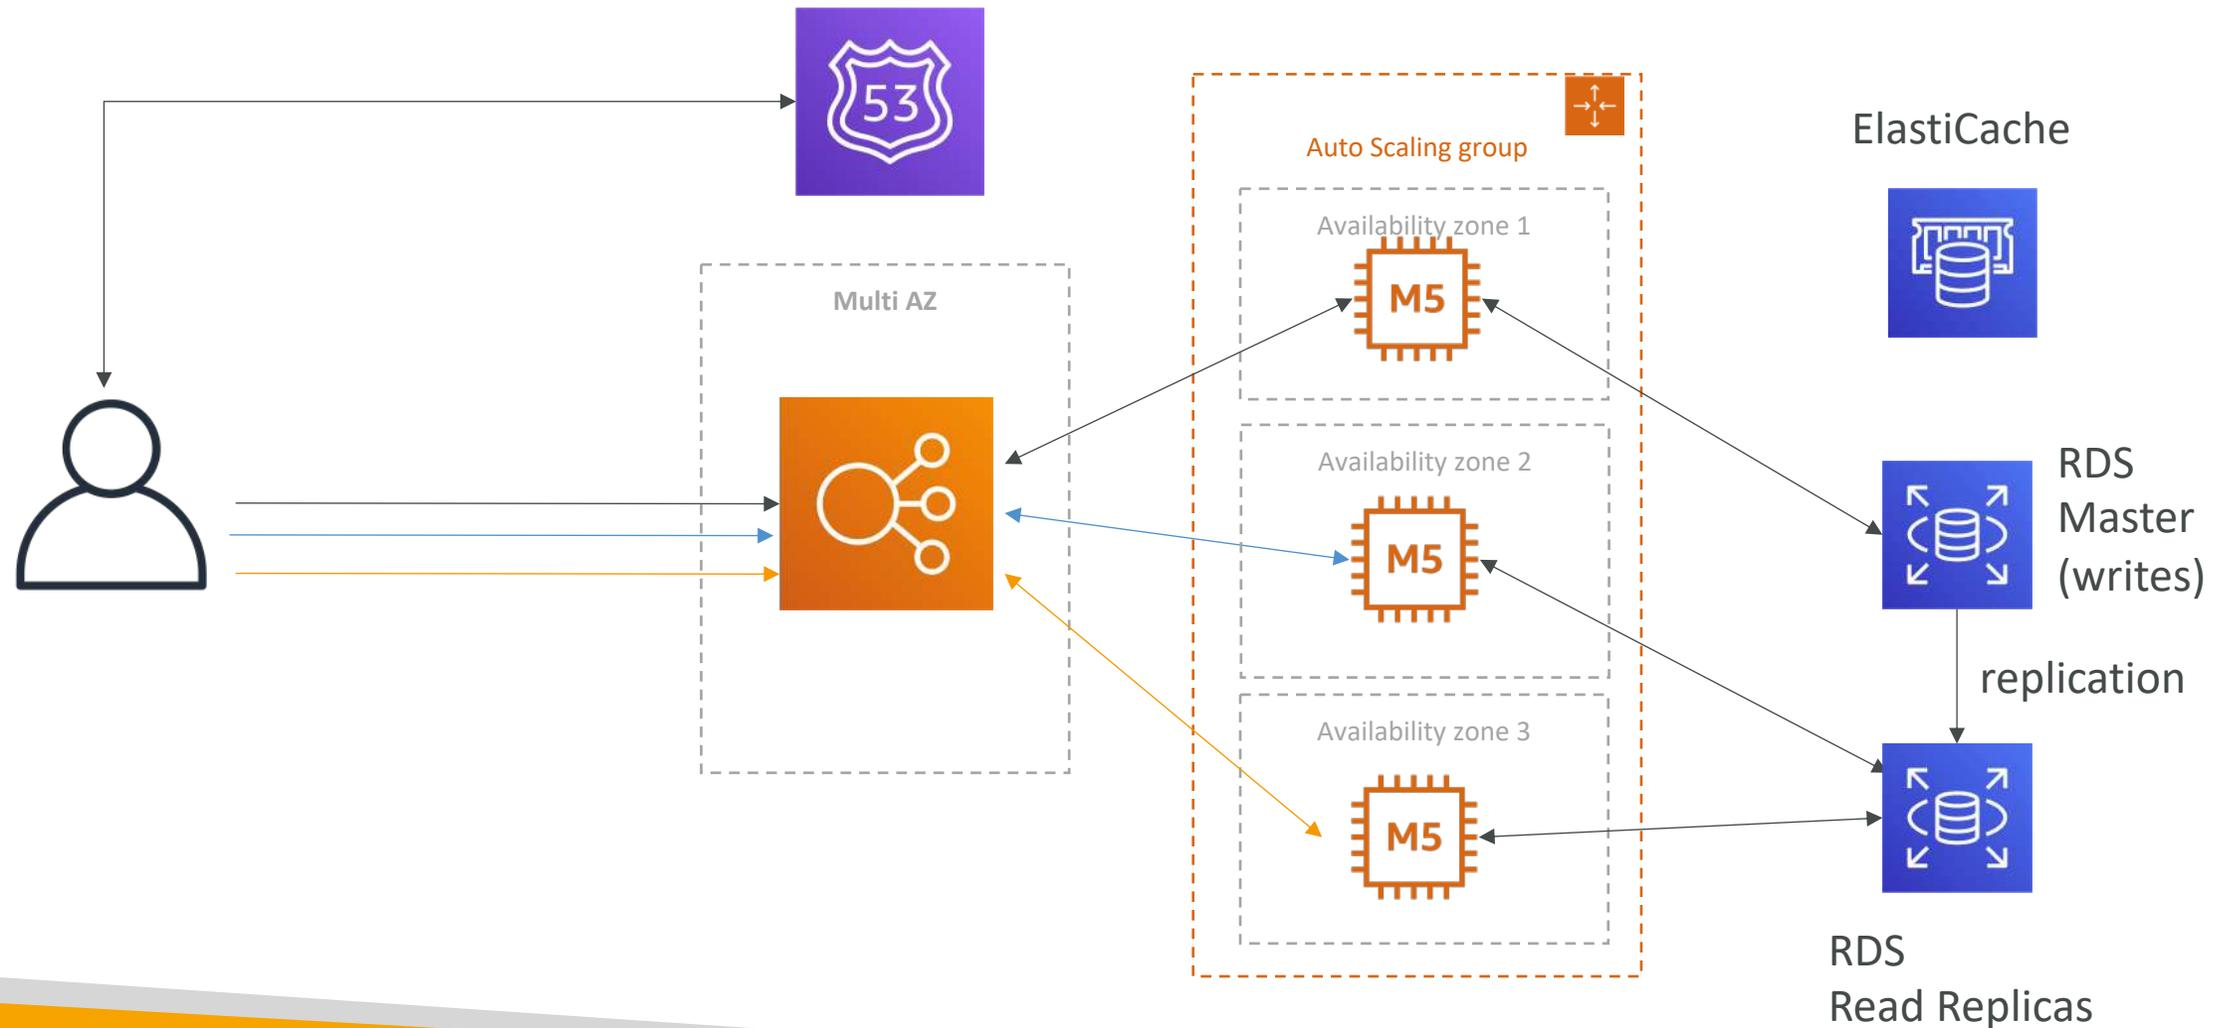 53
Auto Scaling group
ElastiCache
Availability zone 1
M5
Multi AZ
Availability zone 2
M5
RDS
Master
(writes)
replication
Availability zone 3
M5
RDS
Read Replicas